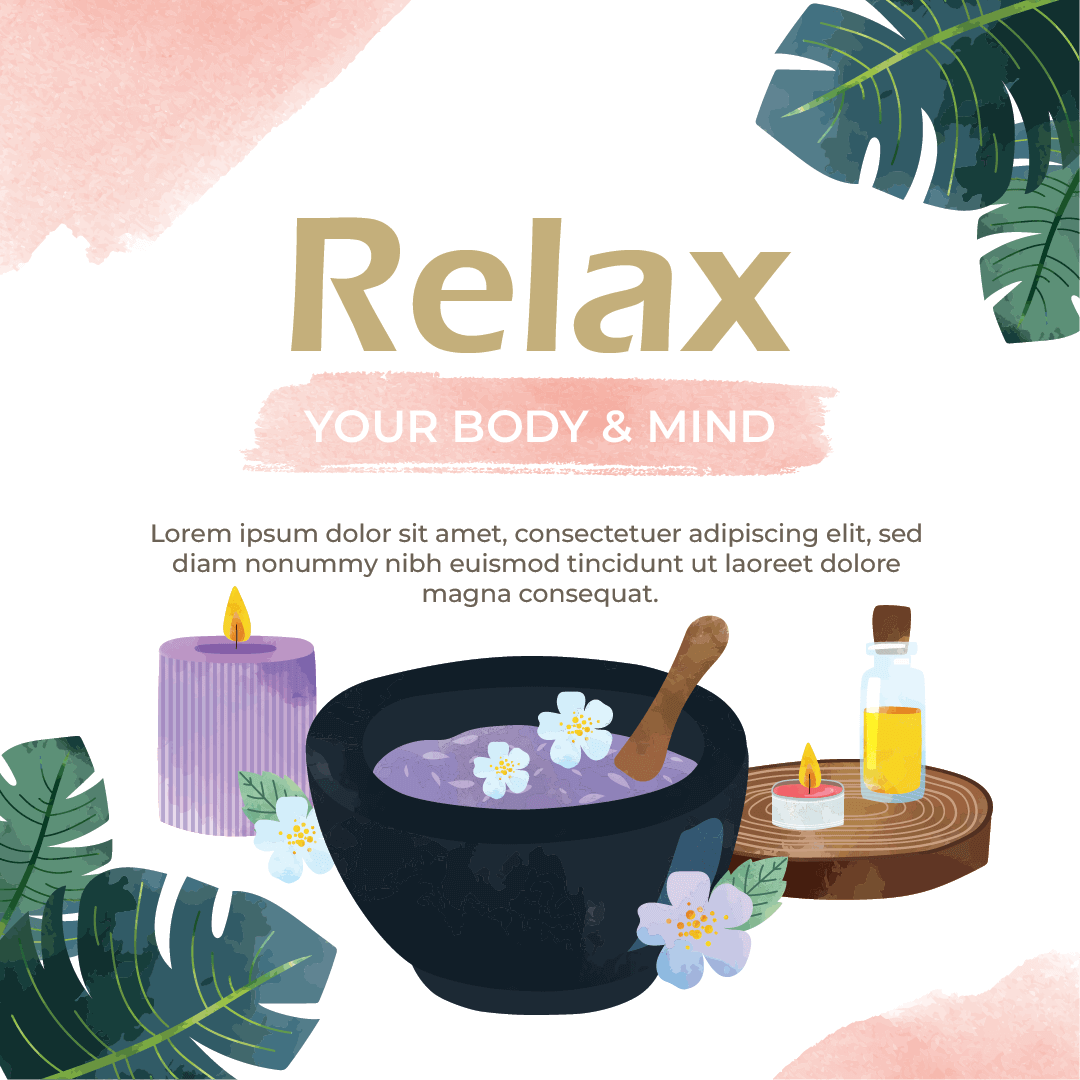 Relax
YOUR BODY & MIND
Lorem ipsum dolor sit amet, consectetuer adipiscing elit, sed
diam nonummy nibh euismod tincidunt ut laoreet dolore
magna consequat.